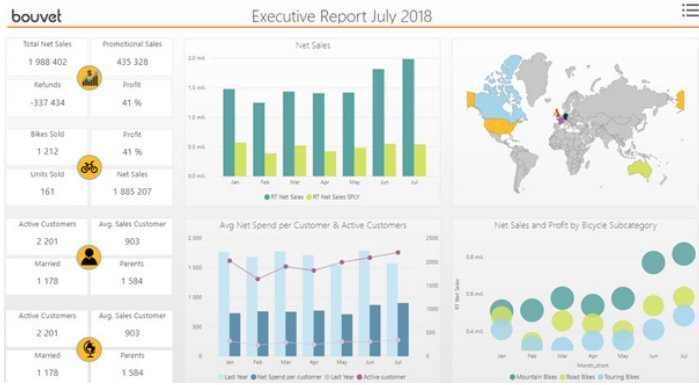 bouvet
Executive Report July 2018
Total Net Sales
Promotional Sales
1 988 402
435 328
Refunds
Profit
-337 434
41 %
Bikes Sold
Profit
1 212
41 %
Units Sold
Net Sales
161
1 885 207
Active Customers
Avg. Sales Customer
2 201
903
Married
Parents
1 178
1 584
Active Customers
Avg. Sales Customer
2 201
903
Married
Parents
1 178
1 584
Net Sales
2.0 mil.
1.5 mil.
1.0 mil.
0.5 mil.
0.0 mil.
Jan Feb Mar Apr May Jun Jul
RT Net Sales RT Net Sales SPLY
Avg Net Spend per Customer & Active Customers
2 000
1 500
1 000
500
0
2500
2000
1500
1000
500
0
Jan Feb Mar Apr May Jun Jul
Last Year Net Spend per customer Last Year Active customer
Net Sales and Profit by Bicycle Subcategory
RT Net Sales
0.8 mil.
0.6 mil.
0.4 mil.
Jan Feb Mar Apr May Jun Jul
Month_short
Mountain Bikes Road Bikes Touring Bikes